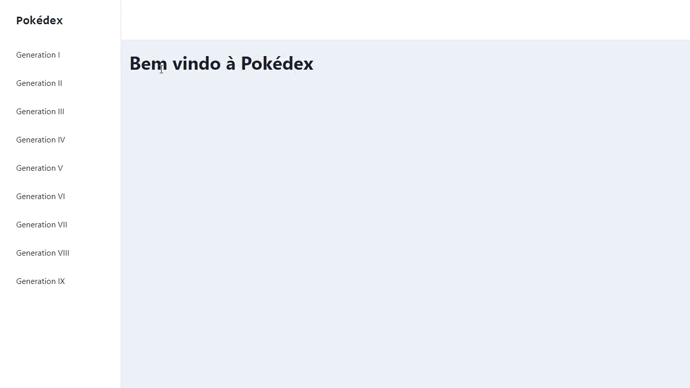 Pokédex
Generation I
Generation II
Generation III
Generation IV
Generation V
Generation VI
Generation VII
Generation VIII
Generation IX
Bem vindo à Pokédex